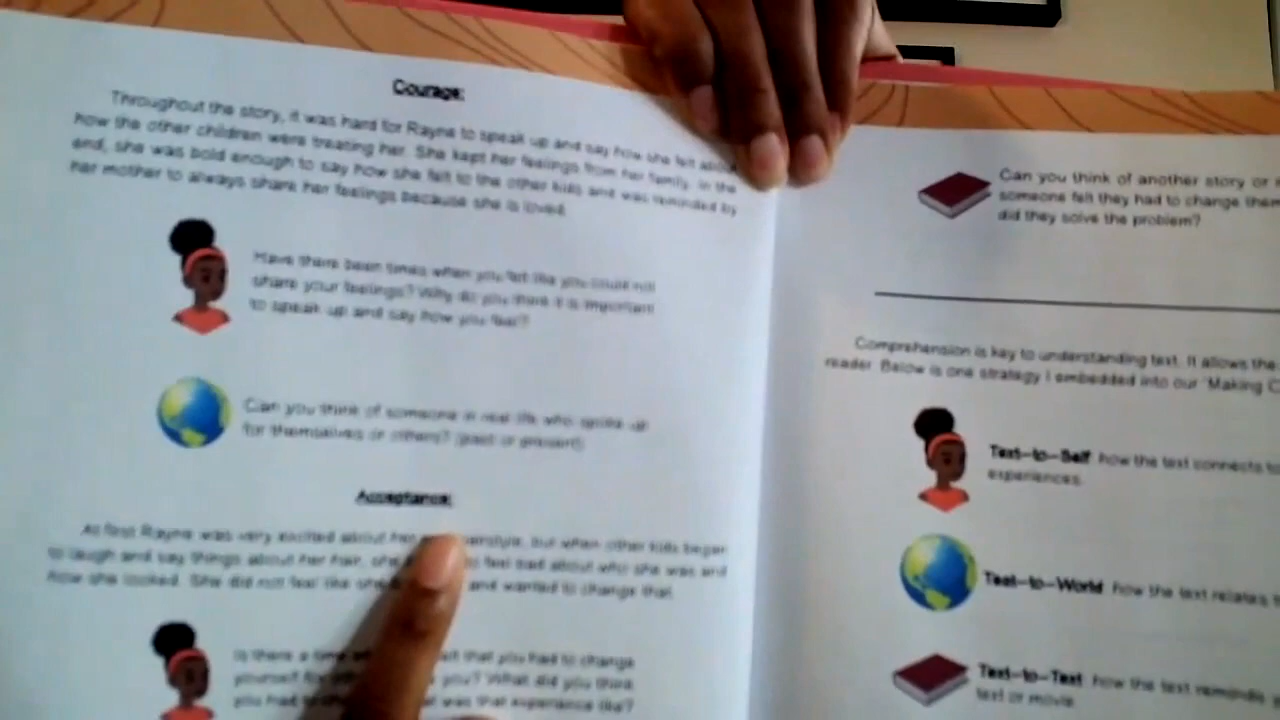 Courage:
Throughout the story, it was hard for Rayne to speak up and say how she felt about
how the other children were treating her. She kept her feelings from her family. In the
end, she was bold enough to say how she felt to the other kids and was reminded by
her mother to always share her feelings because she is loved.
Have there been times when you felt like you could not
share your feelings? Why do you think it is important
to speak up and say how you feel?
Can you think of someone in real life who spoke up
for themselves or others? (past or present)
Acceptance:
At first Rayne was very excited about her hairstyle, but when other kids began
to laugh and say things about her hair, she to feel bad about who she was and
how she looked. She did not feel like she and wanted to change that.
Is there a time that you had to change
yourself you? What did you think
you had was that experience like?
Can you think of another story or
someone felt they had to change
did they solve the problem?
Comprehension is key to understanding text. It allows the
reader. Below is one strategy I embedded into our "Making
Text-to-Self: how the text connects to
experiences.
Text-to-World: how the text relates
Text-to-Text: how the text reminds
text or movie.